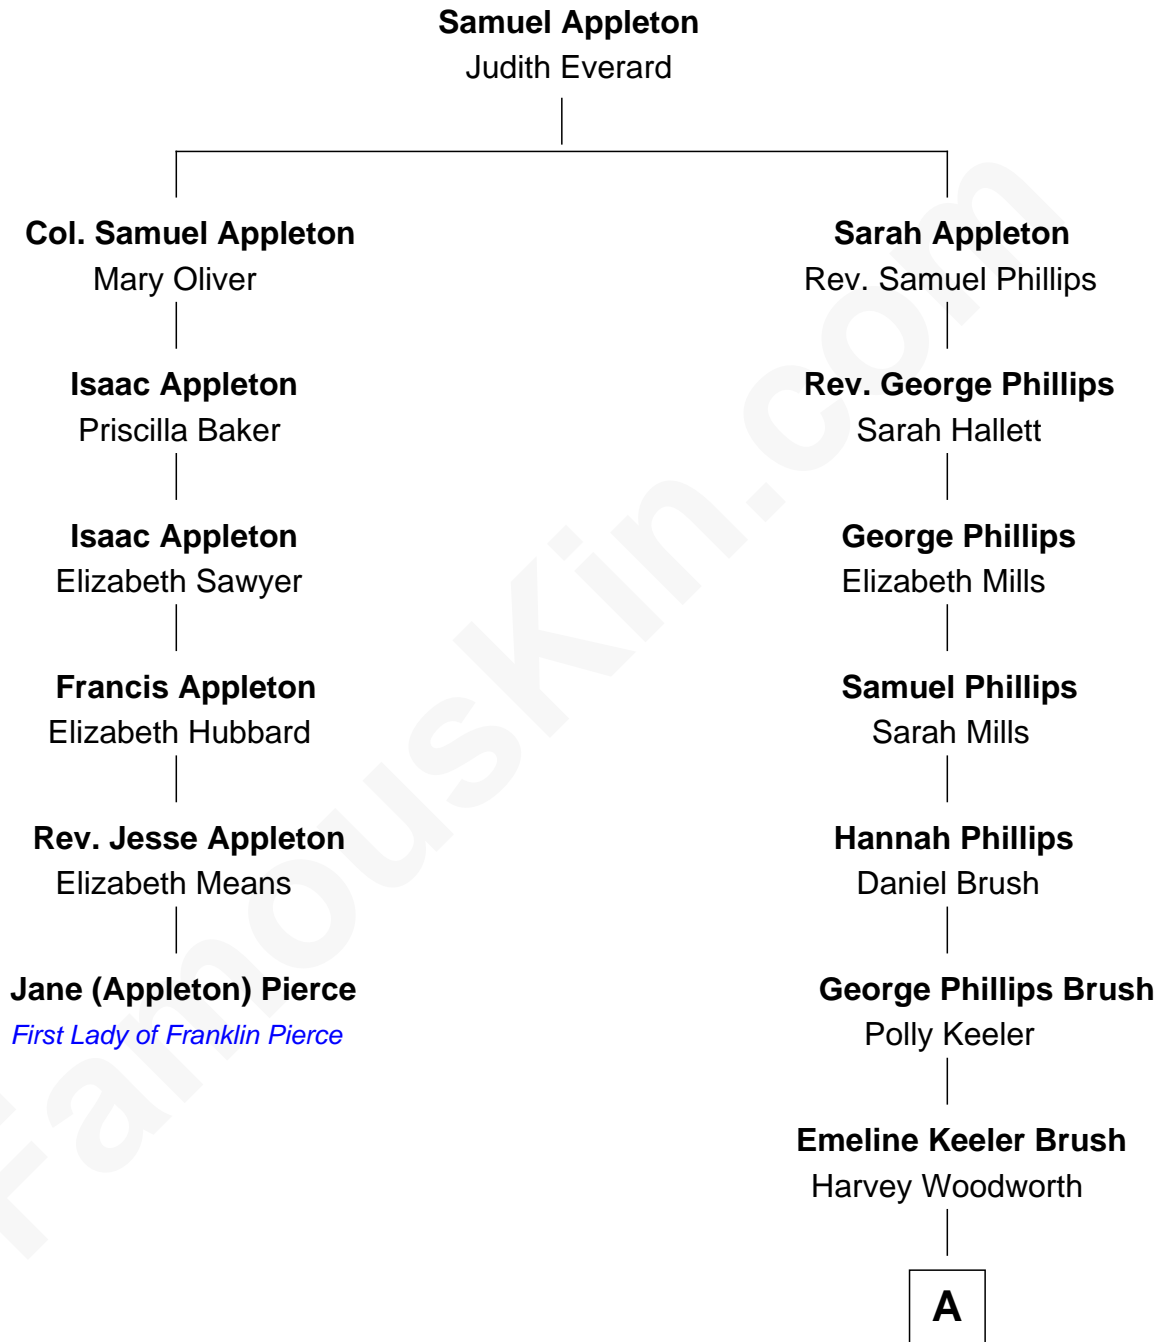 Samuel Appleton
Judith Everard
Col. Samuel Appleton
Mary Oliver
Sarah Appleton
Rev. Samuel Phillips
Isaac Appleton
Priscilla Baker
Rev. George Phillips
Sarah Hallett
Isaac Appleton
Elizabeth Sawyer
George Phillips
Elizabeth Mills
Francis Appleton
Elizabeth Hubbard
Samuel Phillips
Sarah Mills
Rev. Jesse Appleton
Elizabeth Means
Hannah Phillips
Daniel Brush
Jane (Appleton) Pierce
First Lady of Franklin Pierce
George Phillips Brush
Polly Keeler
Emeline Keeler Brush
Harvey Woodworth
A
FamousKin.com